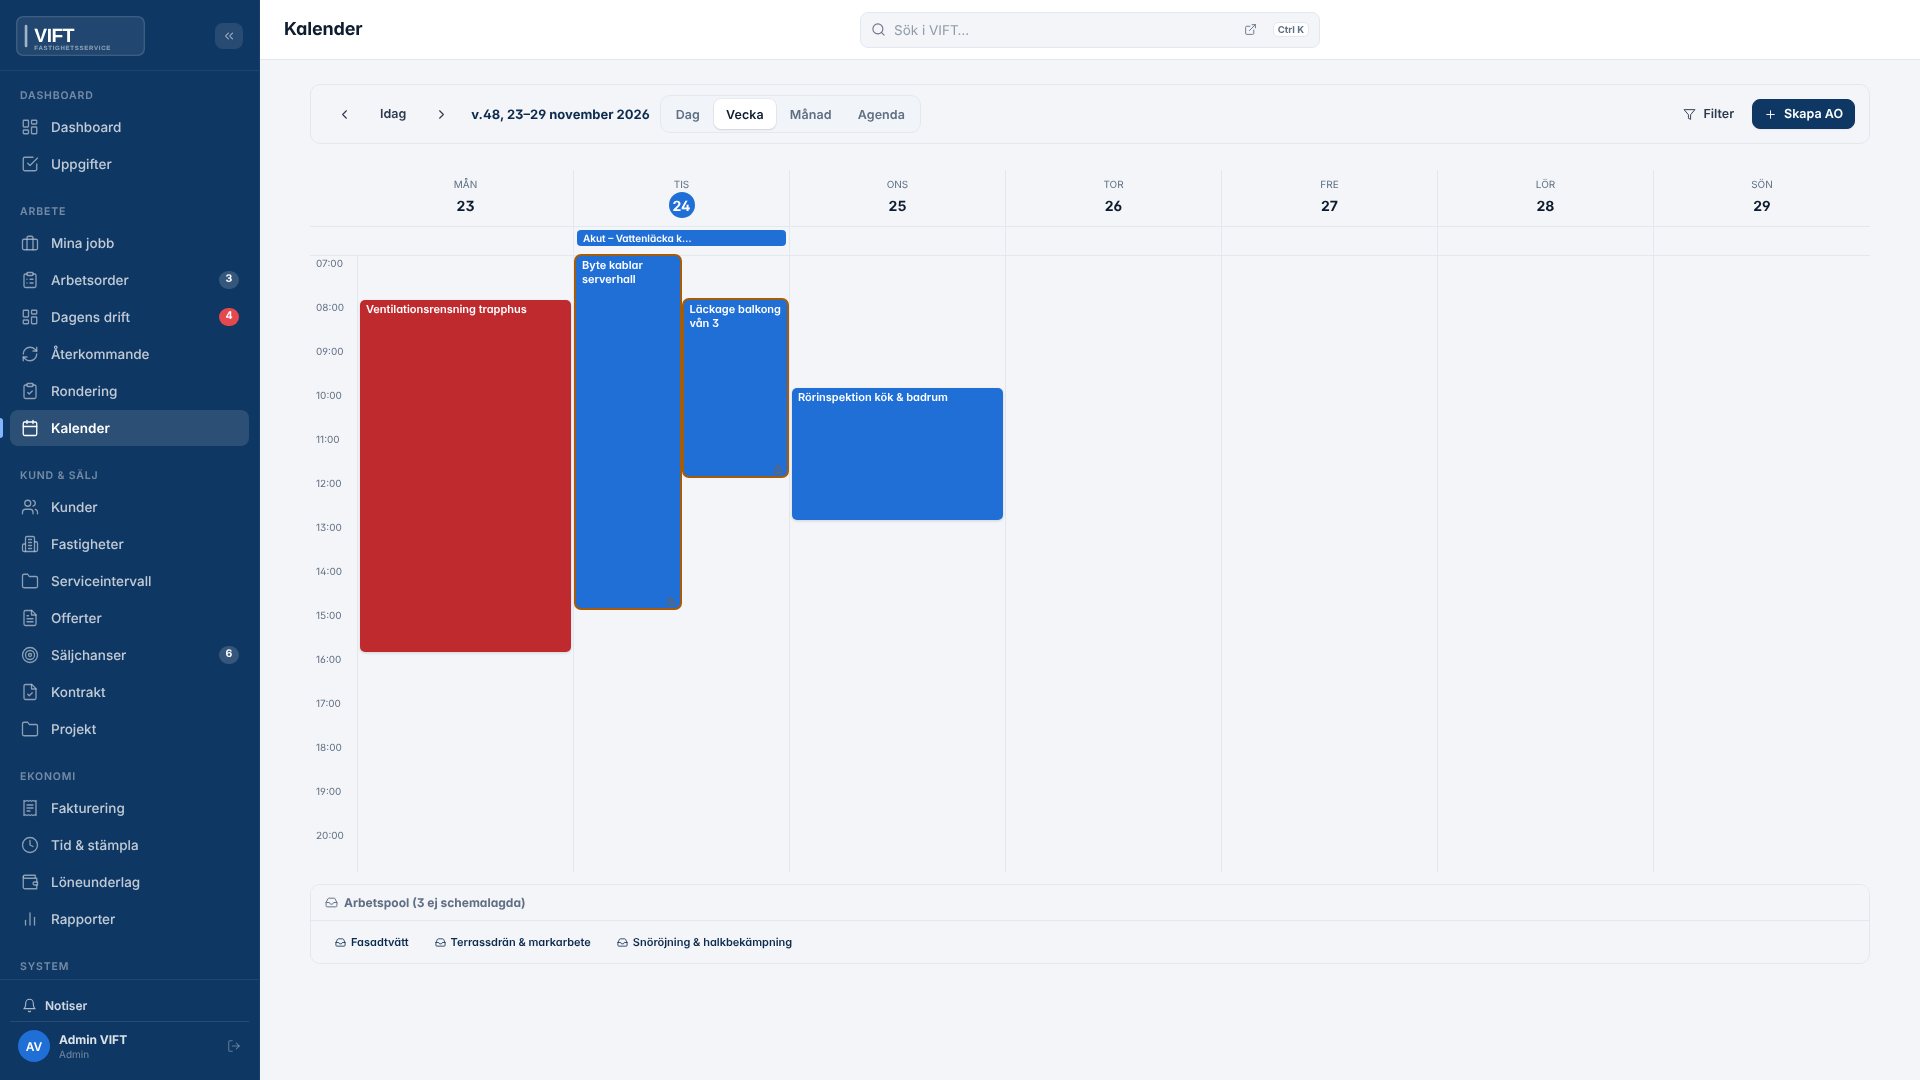 VIFT
FASTIGHETSSERVICE
DASHBOARD
Dashboard
Uppgifter
ARBETE
Mina jobb
Arbetsorder 3
Dagens drift 4
Återkommande
Rondering
Kalender
KUND & SÄLJ
Kunder
Fastigheter
Serviceintervall
Offerter
Säljchanser 6
Kontrakt
Projekt
EKONOMI
Fakturering
Tid & stämpla
Löneunderlag
Rapporter
SYSTEM
Notiser
AV Admin VIFT
Admin
Kalender
Sök i VIFT... Ctrl K
Idag v.48, 23–29 november 2026 Dag Vecka Månad Agenda Filter + Skapa AO
MÅN TIS ONS TOR FRE LÖR SÖN
23 24 25 26 27 28 29
Akut – Vattenläcka k...
07:00
08:00
09:00
10:00
11:00
12:00
13:00
14:00
15:00
16:00
17:00
18:00
19:00
20:00
Ventilationsrensning trapphus
Byte kablar
serverhall
Läckage balkong
vån 3
Rörinspektion kök & badrum
Arbetspool (3 ej schemalagda)
Fasadtvätt Terrassdrän & markarbete Snöröjning & halkbekämpning